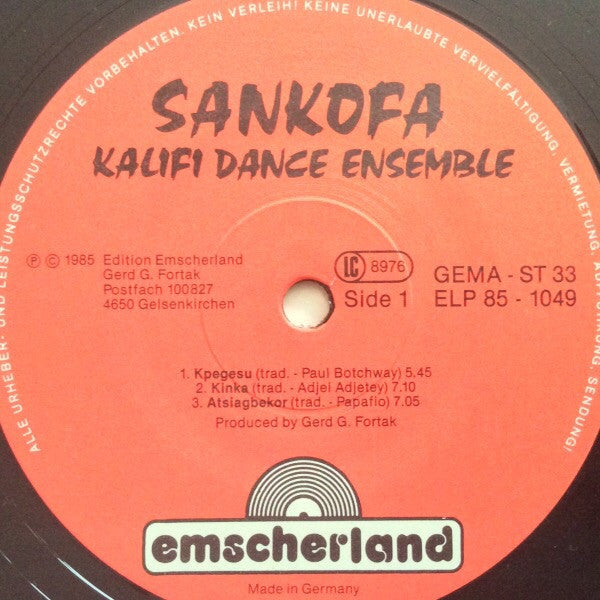 ALLE URHEBER- UND LEISTUNGSSCHUTZRECHTE VORBEHALTEN. KEIN VERLEIH! KEINE UNERLAUBTE VERVIELFÄLTIGUNG, VERMIETUNG, AUFFÜHRUNG, SENDUNG!
SANKOFA
KALIFI DANCE ENSEMBLE
℗ © 1985 Edition Emscherland
Gerd G. Fortak
Postfach 100827
4650 Gelsenkirchen
LC 8976
Side 1
GEMA - ST 33
ELP 85 - 1049
1. Kpegesu (trad. - Paul Botchway) 5.45
2. Kinka (trad. - Adjei Adjetey) 7.10
3. Atsiagbekor (trad. - Papafio) 7.05
Produced by Gerd G. Fortak
emscherland
Made in Germany